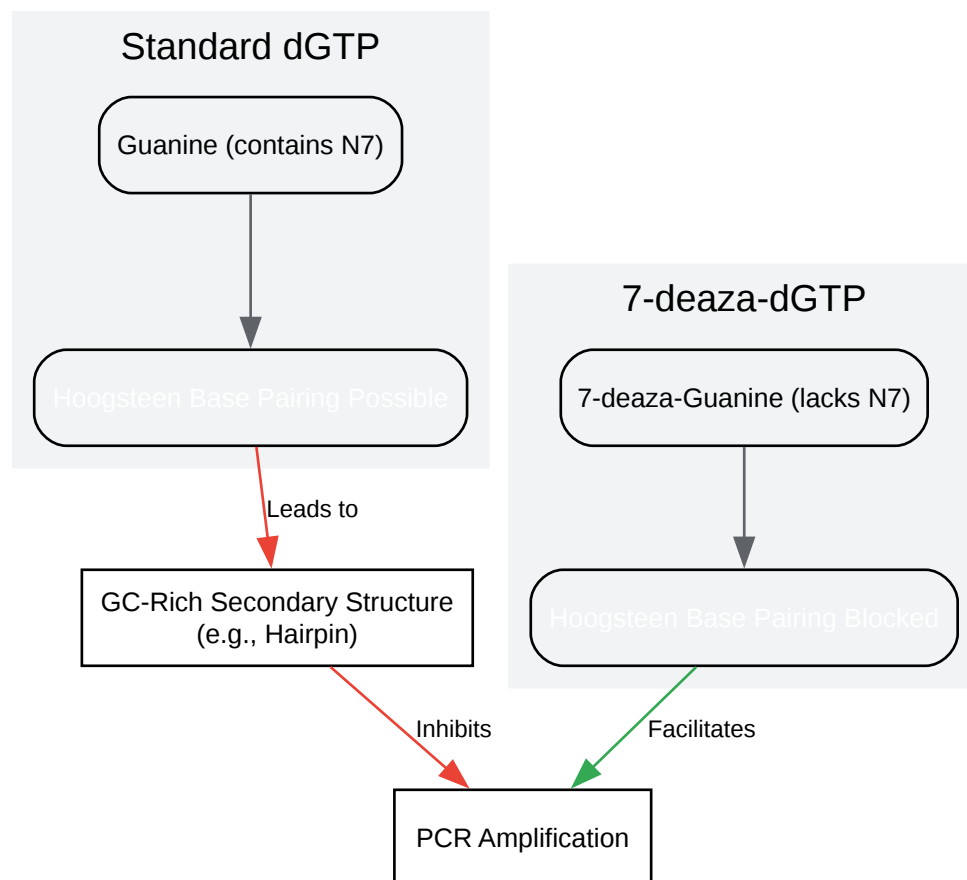 Standard dGTP
Guanine (contains N7)
Hoogsteen Base Pairing Possible
Leads to
GC-Rich Secondary Structure
(e.g., Hairpin)
Inhibits
7-deaza-dGTP
7-deaza-Guanine (lacks N7)
Hoogsteen Base Pairing Blocked
Facilitates
PCR Amplification